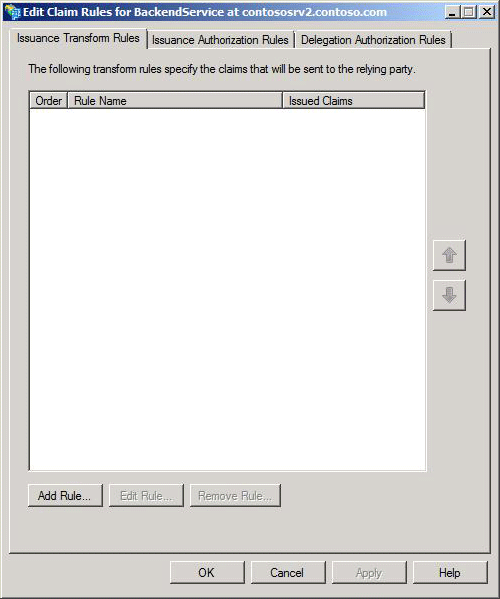 Edit Claim Rules for BackendService at contososrv2.contoso.com
Issuance Transform Rules Issuance Authorization Rules Delegation Authorization Rules
The following transform rules specify the claims that will be sent to the relying party.
Order Rule Name Issued Claims
Add Rule... Edit Rule... Remove Rule...
OK Cancel Apply Help